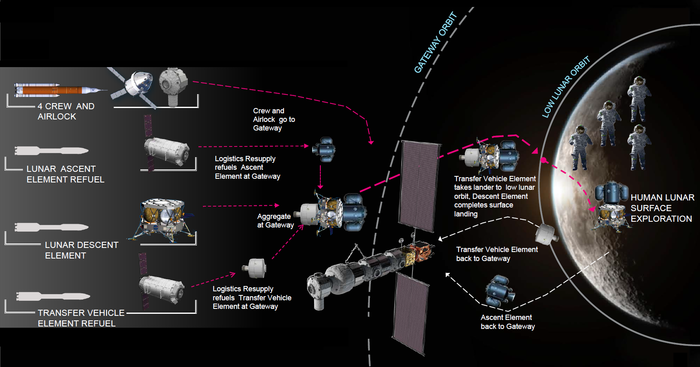 GATEWAY ORBIT
LOW LUNAR ORBIT
4 CREW AND
AIRLOCK
Crew and
Airlock go to
Gateway
LUNAR ASCENT
ELEMENT REFUEL
Logistics Resupply
refuels Ascent
Element at Gateway
Transfer Vehicle Element
takes lander to low lunar
orbit, Descent Element
completes surface
landing
HUMAN LUNAR
SURFACE
EXPLORATION
Aggregate
at Gateway
LUNAR DESCENT
ELEMENT
Transfer Vehicle Element
back to Gateway
Logistics Resupply
refuels Transfer Vehicle
Element at Gateway
Ascent Element
back to Gateway
TRANSFER VEHICLE
ELEMENT REFUEL